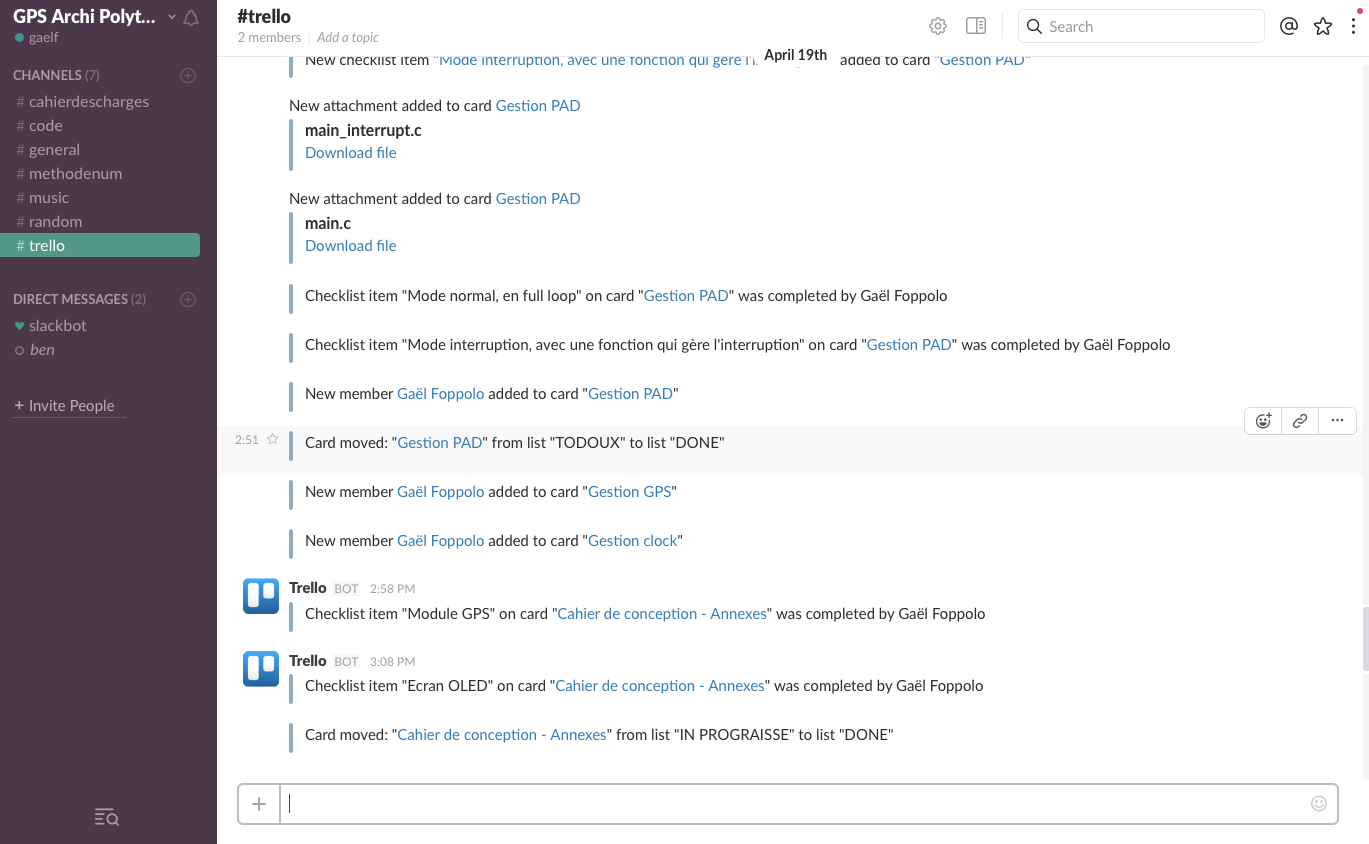 GPS Archi Polyt...
gaelf
CHANNELS (7)
# cahierdescharges
# code
# general
# methodenum
# music
# random
# trello
DIRECT MESSAGES (2)
slackbot
ben
+ Invite People
#trello
2 members | Add a topic
Search
April 19th
New checklist item "Mode interruption, avec une fonction qui gère l'i. added to card "Gestion PAD"
New attachment added to card Gestion PAD
main_interrupt.c
Download file
New attachment added to card Gestion PAD
main.c
Download file
Checklist item "Mode normal, en full loop" on card "Gestion PAD" was completed by Gaël Foppolo
Checklist item "Mode interruption, avec une fonction qui gère l'interruption" on card "Gestion PAD" was completed by Gaël Foppolo
New member Gaël Foppolo added to card "Gestion PAD"
2:51 Card moved: "Gestion PAD" from list "TODOUX" to list "DONE"
New member Gaël Foppolo added to card "Gestion GPS"
New member Gaël Foppolo added to card "Gestion clock"
Trello BOT 2:58 PM
Checklist item "Module GPS" on card "Cahier de conception - Annexes" was completed by Gaël Foppolo
Trello BOT 3:08 PM
Checklist item "Ecran OLED" on card "Cahier de conception - Annexes" was completed by Gaël Foppolo
Card moved: "Cahier de conception - Annexes" from list "IN PROGRAISSE" to list "DONE"